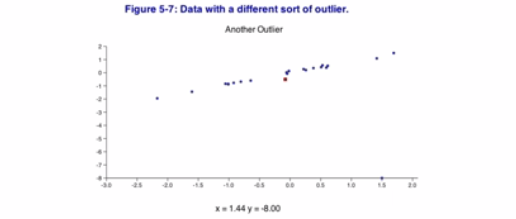 Figure 5-7: Data with a different sort of outlier.
Another Outlier
2
1
0
-1
-2
-3
-4
-5
-6
-7
-8
-3.0 -2.5 -2.0 -1.5 -1.0 -0.5 0.0 0.5 1.0 1.5 2.0
x = 1.44 y = -8.00